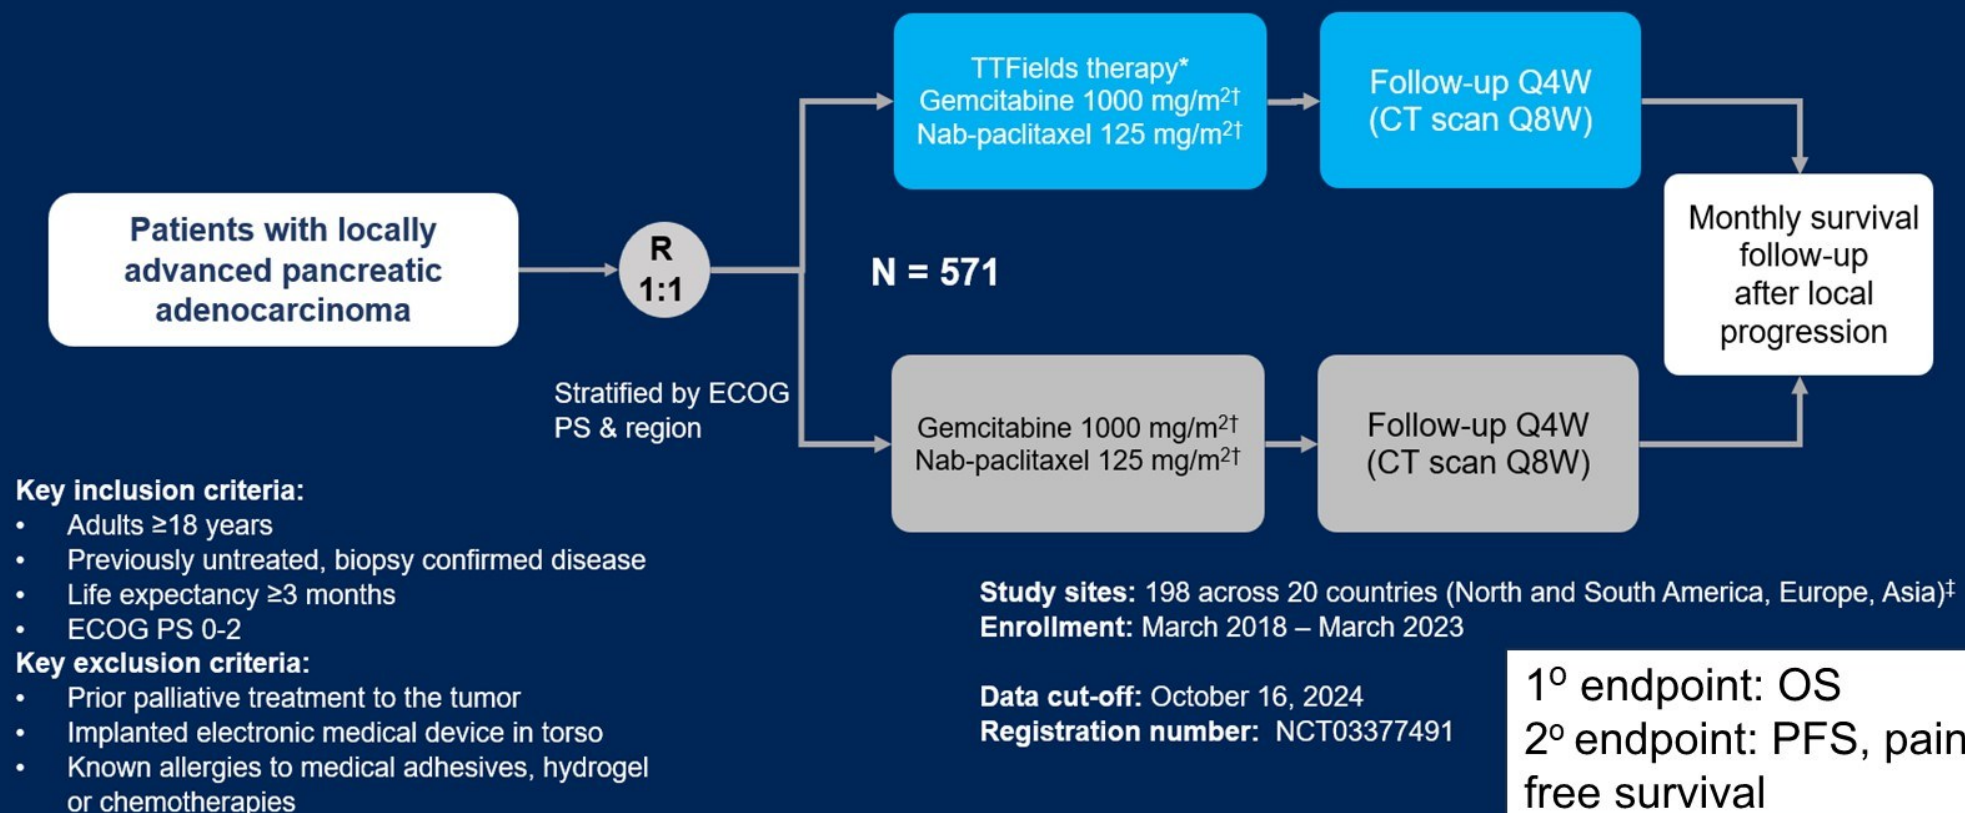 Patients with locally
advanced pancreatic
adenocarcinoma
R
1:1
Stratified by ECOG
PS & region
N = 571
TTFields therapy*
Gemcitabine 1000 mg/m²†
Nab-paclitaxel 125 mg/m²†
Follow-up Q4W
(CT scan Q8W)
Gemcitabine 1000 mg/m²†
Nab-paclitaxel 125 mg/m²†
Follow-up Q4W
(CT scan Q8W)
Monthly survival
follow-up
after local
progression
Key inclusion criteria:
• Adults ≥18 years
• Previously untreated, biopsy confirmed disease
• Life expectancy ≥3 months
• ECOG PS 0-2
Key exclusion criteria:
• Prior palliative treatment to the tumor
• Implanted electronic medical device in torso
• Known allergies to medical adhesives, hydrogel
or chemotherapies
Study sites: 198 across 20 countries (North and South America, Europe, Asia)‡
Enrollment: March 2018 – March 2023
Data cut-off: October 16, 2024
Registration number: NCT03377491
1º endpoint: OS
2º endpoint: PFS, pain
free survival